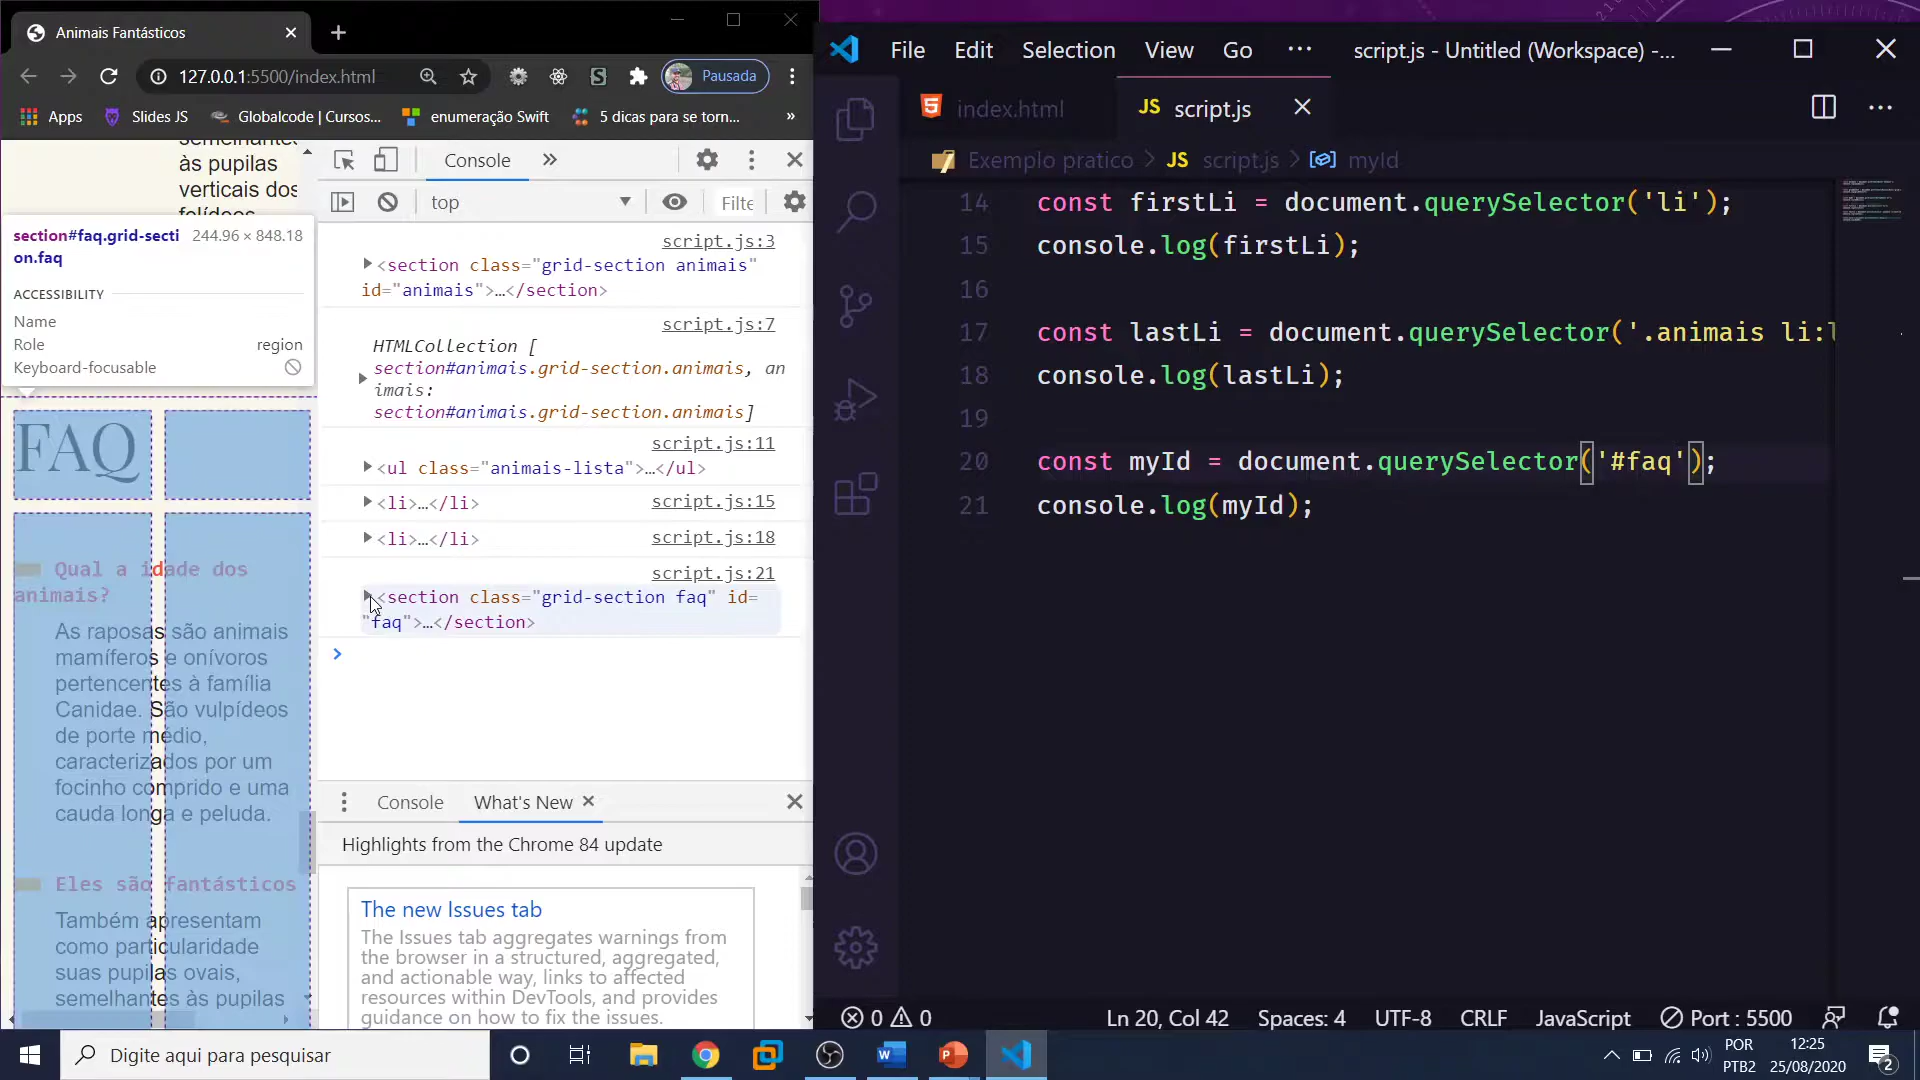 Animais Fantásticos
127.0.0.1:5500/index.html
Pausada
Apps
Slides JS
Globalcode | Cursos...
enumeração Swift
5 dicas para se torn...
»
semelhantes
às pupilas
verticais dos
felídeos
section#faq.grid-secti
on.faq
244.96 × 848.18
ACCESSIBILITY
Name
Role
region
Keyboard-focusable
FAQ
Qual a idade dos
animais?
As raposas são animais
mamíferos e onívoros
pertencentes à família
Canidae. São vulpídeos
de porte médio,
caracterizados por um
focinho comprido e uma
cauda longa e peluda.
Eles são fantásticos
Também apresentam
como particularidade
suas pupilas ovais,
semelhantes às pupilas
Console
»
top
Filte
script.js:3
<section class="grid-section animais"
id="animais">…</section>
script.js:7
HTMLCollection [
section#animais.grid-section.animais, an
imais:
section#animais.grid-section.animais]
script.js:11
<ul class="animais-lista">…</ul>
<li>…</li>
script.js:15
<li>…</li>
script.js:18
script.js:21
<section class="grid-section faq" id=
"faq">…</section>
Console
What's New
Highlights from the Chrome 84 update
The new Issues tab
The Issues tab aggregates warnings from
the browser in a structured, aggregated,
and actionable way, links to affected
resources within DevTools, and provides
guidance on how to fix the issues.
File
Edit
Selection
View
Go
script.js - Untitled (Workspace) -...
index.html
JS script.js
Exemplo pratico > JS script.js > myId
14 const firstLi = document.querySelector('li');
15 console.log(firstLi);
16
17 const lastLi = document.querySelector('.animais li:l
18 console.log(lastLi);
19
20 const myId = document.querySelector('#faq');
21 console.log(myId);
0 0
Ln 20, Col 42
Spaces: 4
UTF-8
CRLF
JavaScript
Port : 5500
Digite aqui para pesquisar
POR
PTB2
12:25
25/08/2020
2